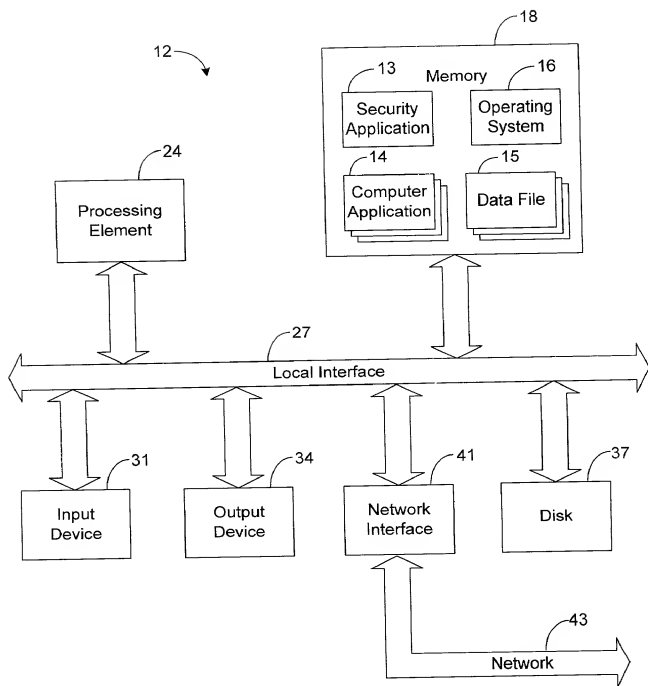 18
12
13
Memory
16
Security
Application
Operating
System
24
14
15
Processing
Element
Computer
Application
Data File
27
Local Interface
31
34
41
37
Input
Device
Output
Device
Network
Interface
Disk
43
Network